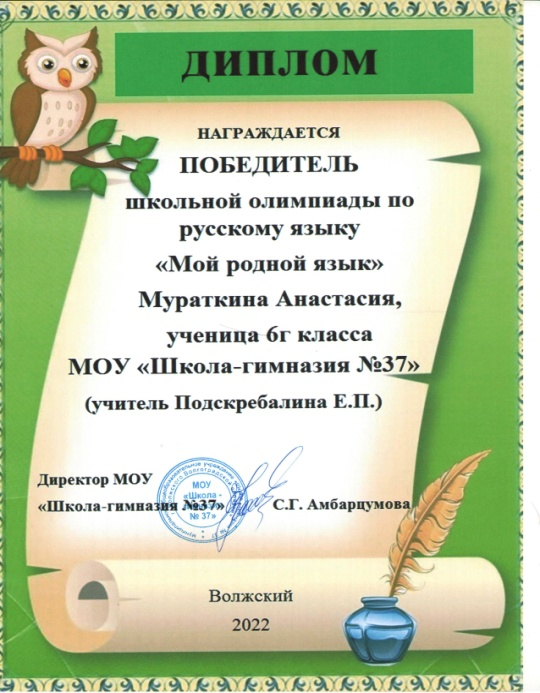 ДИПЛОМ
НАГРАЖДАЕТСЯ
ПОБЕДИТЕЛЬ
школьной олимпиады по
русскому языку
«Мой родной язык»
Мураткина Анастасия,
ученица 6г класса
МОУ «Школа-гимназия №37»
(учитель Подскребалина Е.П.)
Директор МОУ
«Школа-гимназия №37» С.Г. Амбарцумова
МОУ
«Школа -
№ 37»
Волжский
2022